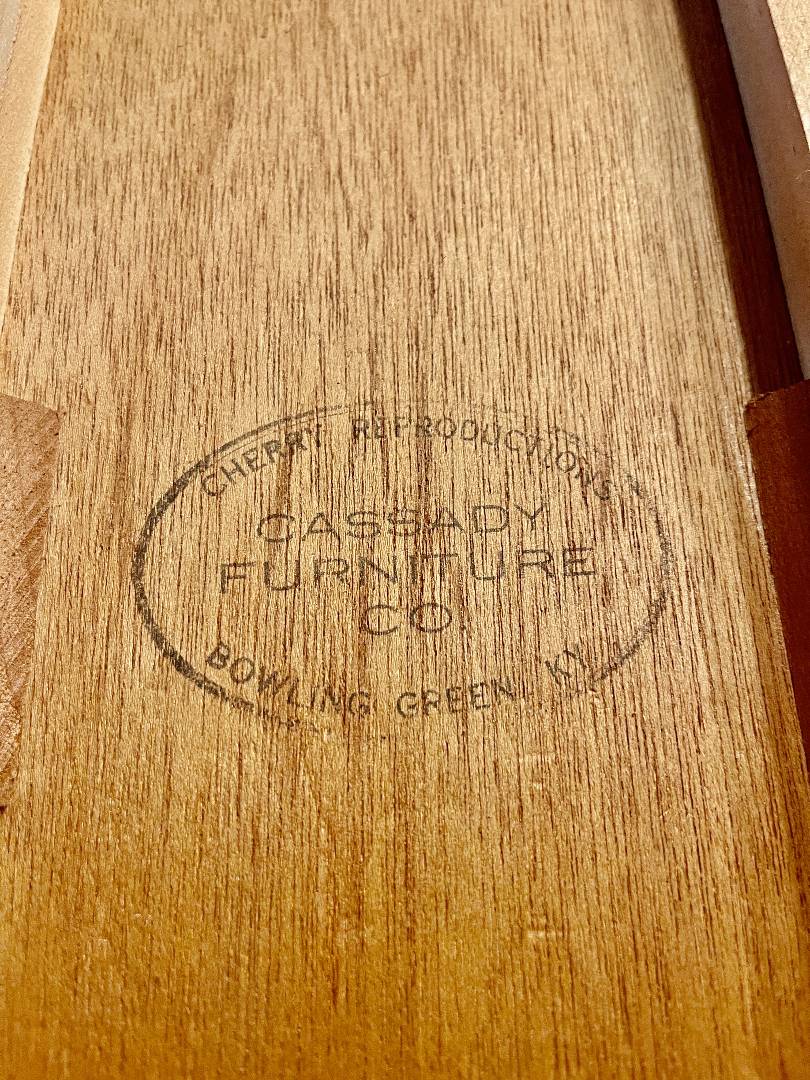 CHERRY REPRODUCTIONS
CASSADY
FURNITURE
CO.
BOWLING GREEN, KY.